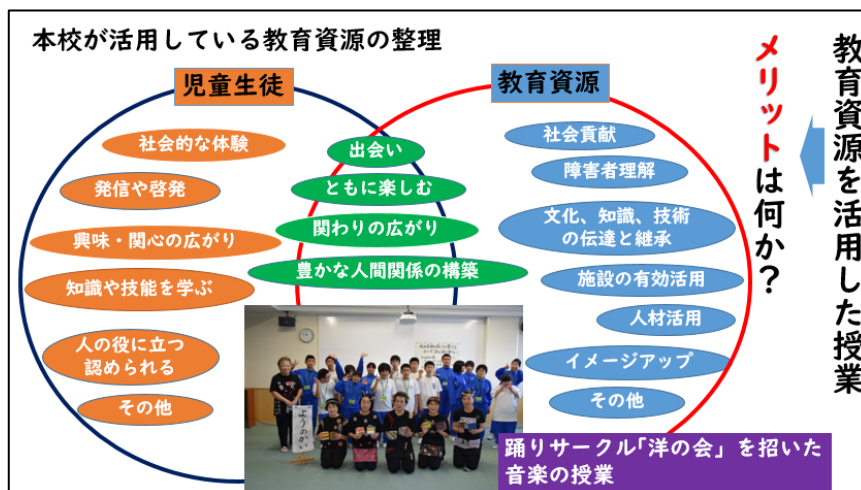 本校が活用している教育資源の整理
児童生徒
社会的な体験
発信や啓発
興味・関心の広がり
知識や技能を学ぶ
人の役に立つ
認められる
その他
出会い
ともに楽しむ
関わりの広がり
豊かな人間関係の構築
教育資源
社会貢献
障害者理解
文化、知識、技術
の伝達と継承
施設の有効活用
人材活用
イメージアップ
その他
教育資源を活用した授業
メリットは何か？
ようのかい
踊りサークル「洋の会」を招いた
音楽の授業